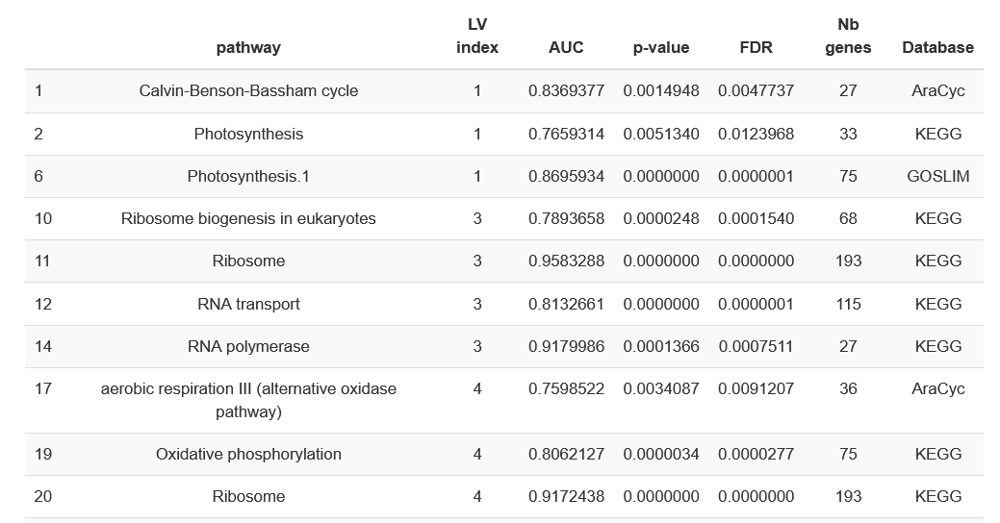 pathway LV index AUC p-value FDR Nb genes Database
1 Calvin-Benson-Bassham cycle 1 0.8369377 0.0014948 0.0047737 27 AraCyc
2 Photosynthesis 1 0.7659314 0.0051340 0.0123968 33 KEGG
6 Photosynthesis.1 1 0.8695934 0.0000000 0.0000001 75 GOSLIM
10 Ribosome biogenesis in eukaryotes 3 0.7893658 0.0000248 0.0001540 68 KEGG
11 Ribosome 3 0.9583288 0.0000000 0.0000000 193 KEGG
12 RNA transport 3 0.8132661 0.0000000 0.0000001 115 KEGG
14 RNA polymerase 3 0.9179986 0.0001366 0.0007511 27 KEGG
17 aerobic respiration III (alternative oxidase pathway) 4 0.7598522 0.0034087 0.0091207 36 AraCyc
19 Oxidative phosphorylation 4 0.8062127 0.0000034 0.0000277 75 KEGG
20 Ribosome 4 0.9172438 0.0000000 0.0000000 193 KEGG